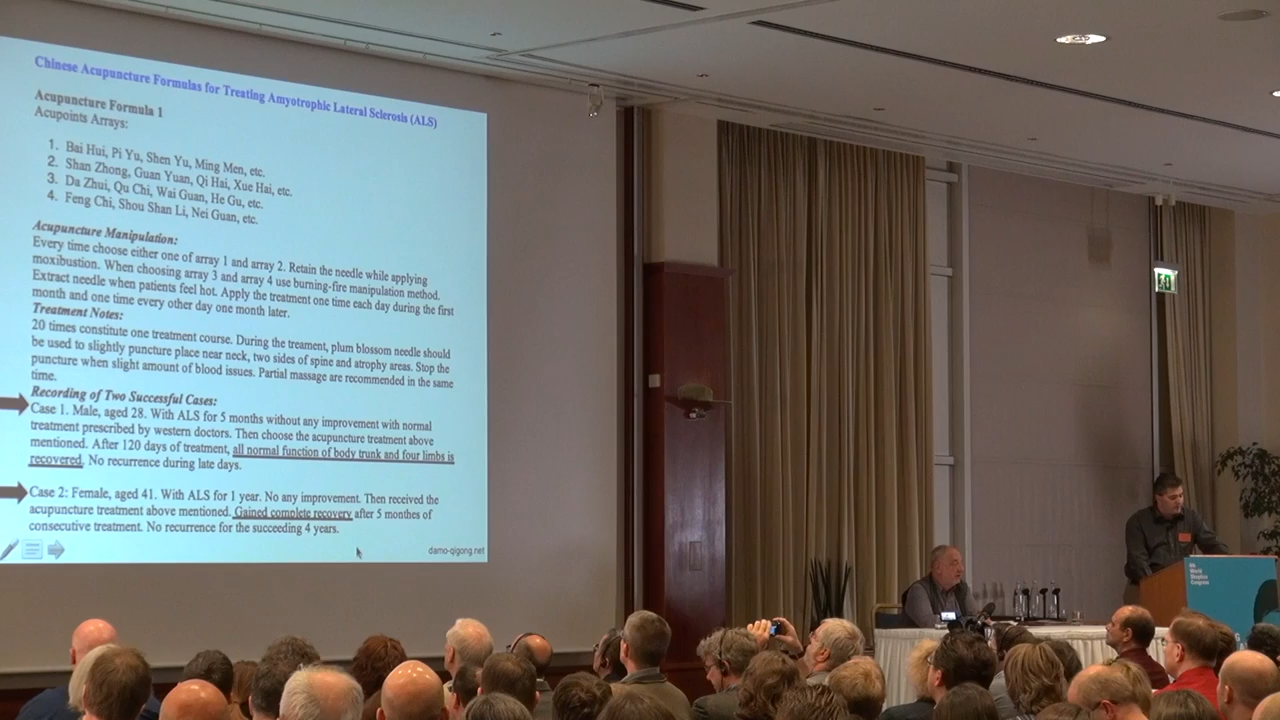 Chinese Acupuncture Formulas for Treating Amyotrophic Lateral Sclerosis (ALS)
Acupuncture Formula 1
Acupoints Arrays:
1. Bai Hui, Pi Yu, Shen Yu, Ming Men, etc.
2. Shan Zhong, Guan Yuan, Qi Hai, Xue Hai, etc.
3. Da Zhui, Qu Chi, Wai Guan, He Gu, etc.
4. Feng Chi, Shou Shan Li, Nei Guan, etc.
Acupuncture Manipulation:
Every time choose either one of array 1 and array 2. Retain the needle while applying
moxibustion. When choosing array 3 and array 4 use burning-fire manipulation method.
Extract needle when patients feel hot. Apply the treatment one time each day during the first
month and one time every other day one month later.
Treatment Notes:
20 times constitute one treatment course. During the treament, plum blossom needle should
be used to slightly puncture place near neck, two sides of spine and atrophy areas. Stop the
puncture when slight amount of blood issues. Partial massage are recommended in the same
time.
Recording of Two Successful Cases:
Case 1. Male, aged 28. With ALS for 5 months without any improvement with normal
treatment prescribed by western doctors. Then choose the acupuncture treatment above
mentioned. After 120 days of treatment, all normal function of body trunk and four limbs is
recovered. No recurrence during late days.
Case 2: Female, aged 41. With ALS for 1 year. No any improvement. Then received the
acupuncture treatment above mentioned. Gained complete recovery after 5 monthes of
consecutive treatment. No recurrence for the succeeding 4 years.
damo-qigong.net
World
Skeptics
Congress